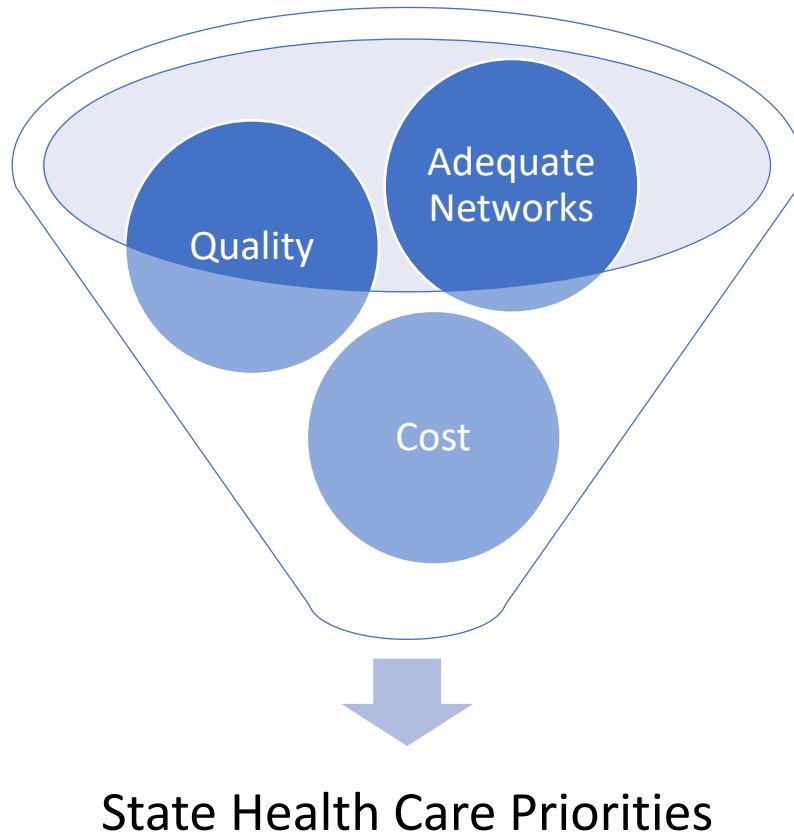 Adequate
Networks
Quality
Cost
State Health Care Priorities